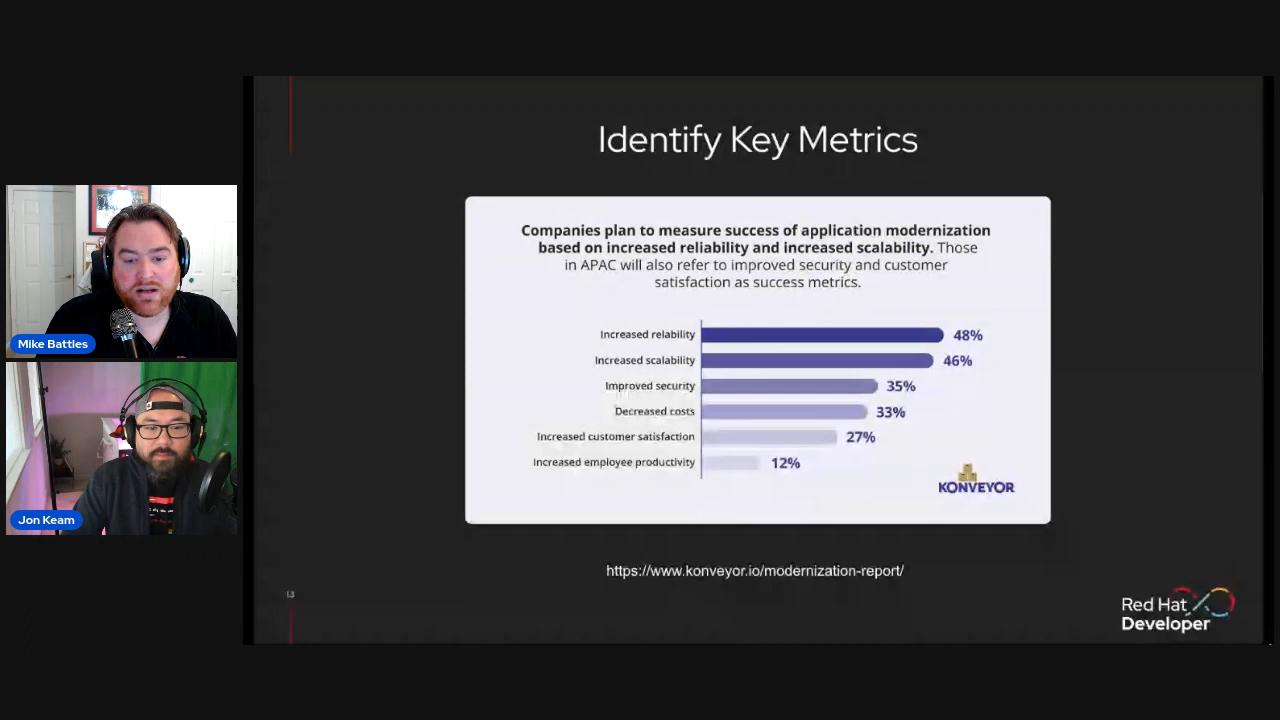 Identify Key Metrics
Companies plan to measure success of application modernization
based on increased reliability and increased scalability. Those
in APAC will also refer to improved security and customer
satisfaction as success metrics.
Increased relability 48%
Increased scalability 46%
Improved security 35%
Decreased costs 33%
Increased customer satisfaction 27%
Increased employee productivity 12%
KONVEYOR
https://www.konveyor.io/modernization-report/
13
Red Hat
Developer
Mike Battles
Jon Keam